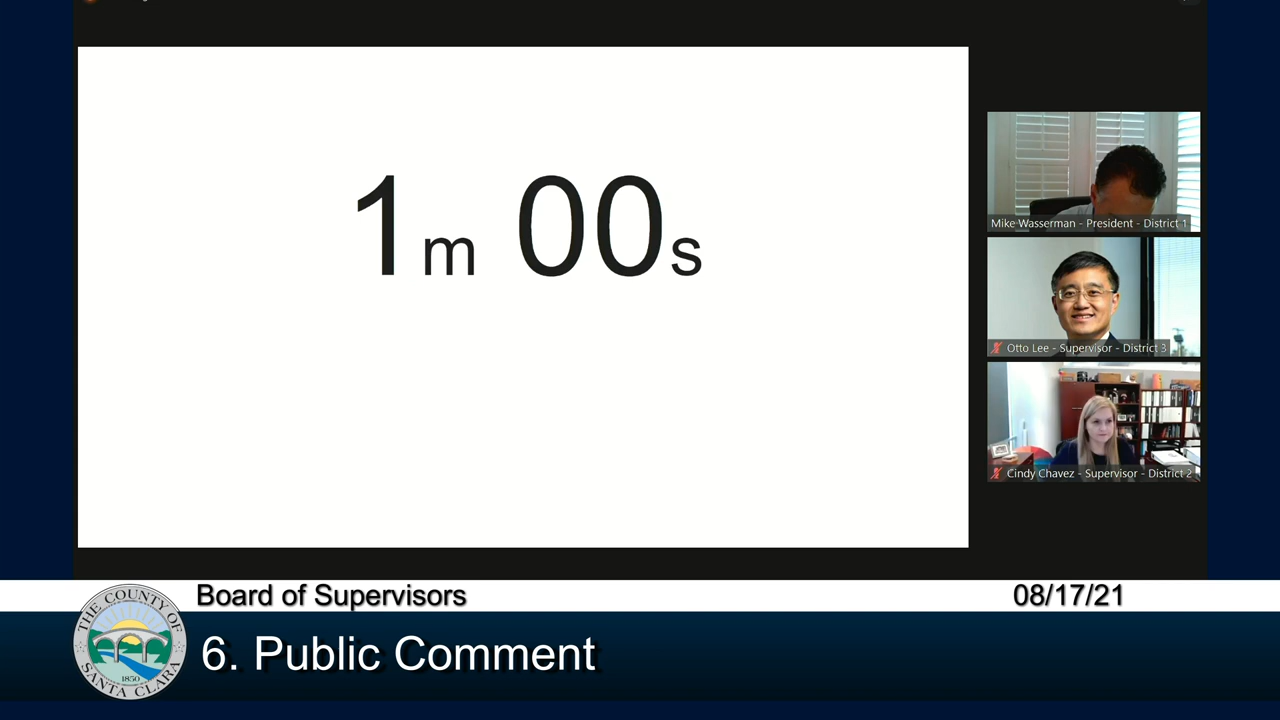 1m 00s
Mike Wasserman - President - District 1
Otto Lee - Supervisor - District 3
Cindy Chavez - Supervisor - District 2
Board of Supervisors
08/17/21
THE COUNTY OF
SANTA CLARA
1850
6. Public Comment